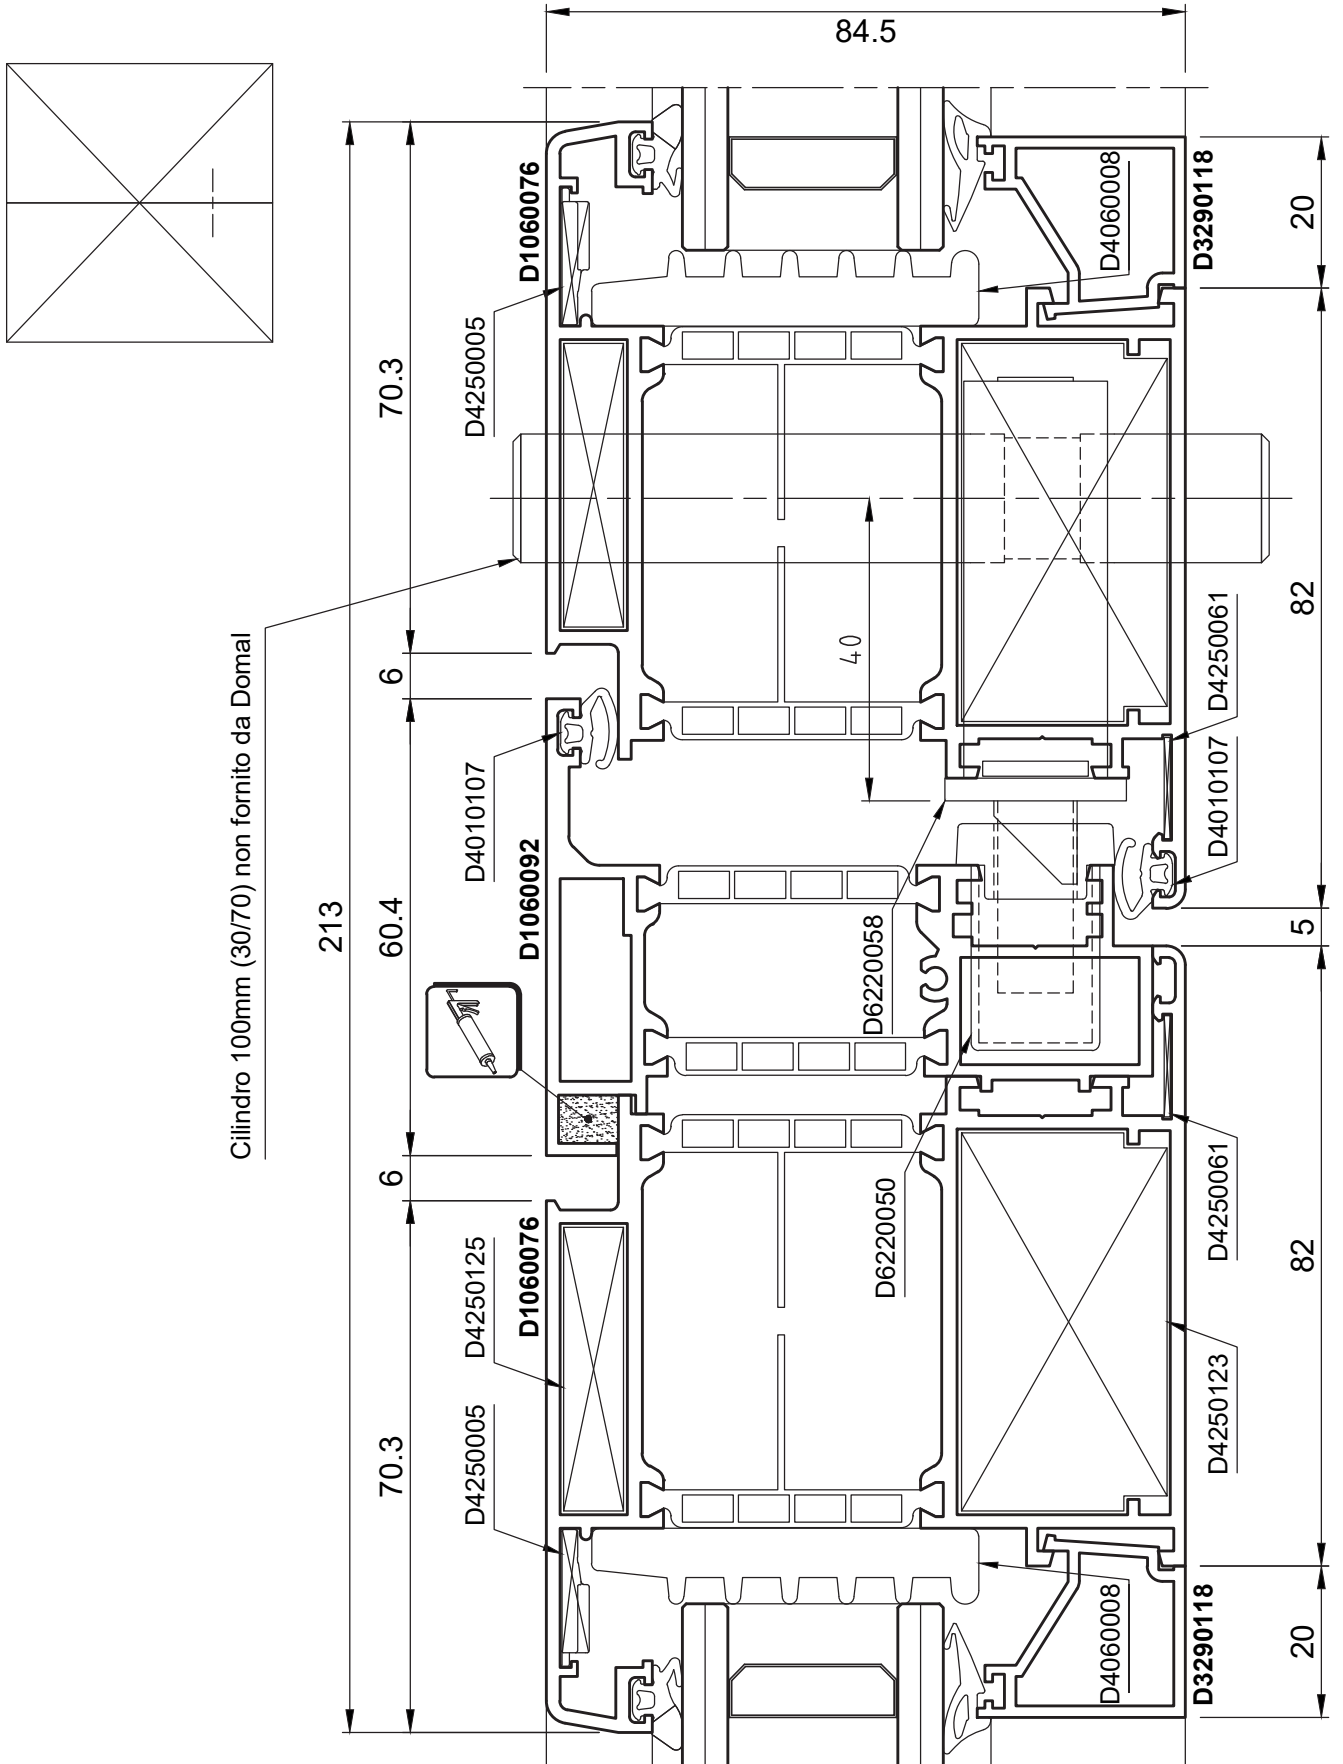 84.5
Cilindro 100mm (30/70) non fornito da Domal
213
70.3
6
60.4
6
70.3
D4250005
D4010107
D4250125
D4250005
D1060076
D1060092
D1060076
40
D6220058
D6220050
D4060008
D4060008
D3290118
D4250061
D4010107
D4250061
D4250123
D3290118
20
82
5
82
20